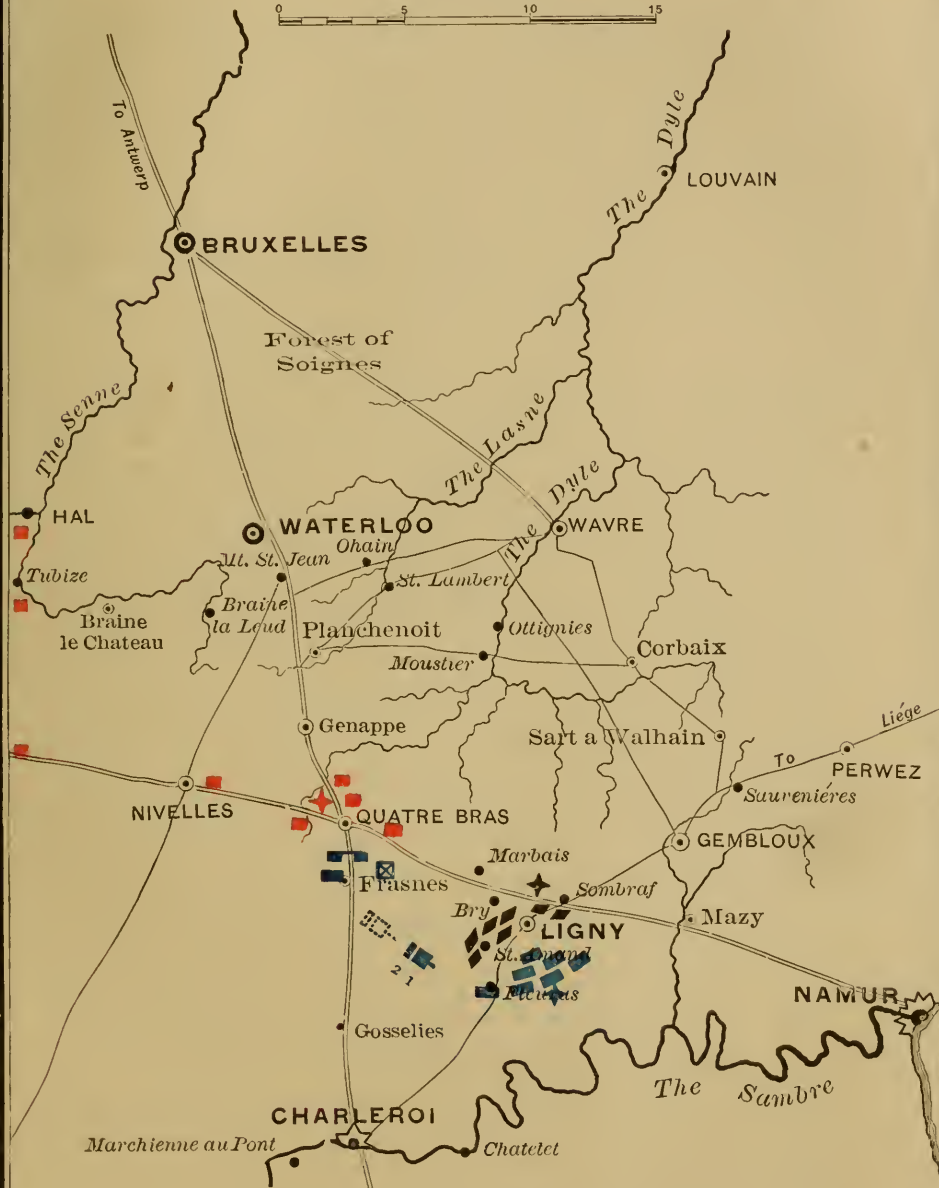 0 5 10 15
To Antwerp
The Dyle
LOUVAIN
BRUXELLES
Forest of
Soignes
The Senne
The Lasne
The Dyle
HAL
WATERLOO
WAVRE
Ohain
Mt. St. Jean
Tubize
St. Lambert
Braine
la Leud
Braine
le Chateau
Planchenoit
Ottignies
Corbaix
Moustier
Genappe
Sart a Walhain
To Liége
PERWEZ
NIVELLES
Saureniéres
QUATRE BRAS
GEMBLOUX
Marbais
Frasnes
Sombraf
Bry
Mazy
LIGNY
St. Amand
2 1
Fleurus
NAMUR
Gosselies
The Sambre
CHARLEROI
Marchienne au Pont
Chatelet